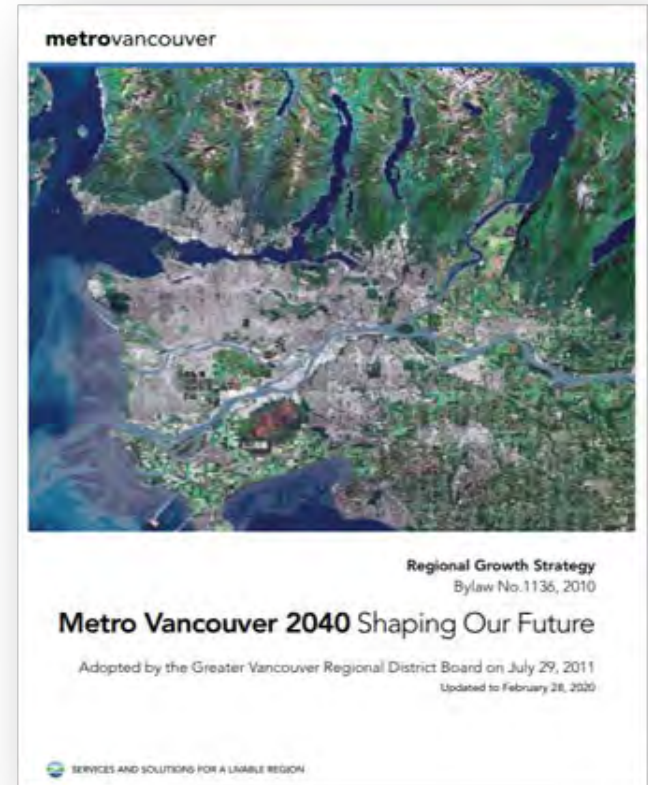 metrovancouver
Regional Growth Strategy
Bylaw No.1136, 2010
Metro Vancouver 2040 Shaping Our Future
Adopted by the Greater Vancouver Regional District Board on July 29, 2011
Updated to February 28, 2020
SERVICES AND SOLUTIONS FOR A LIVABLE REGION